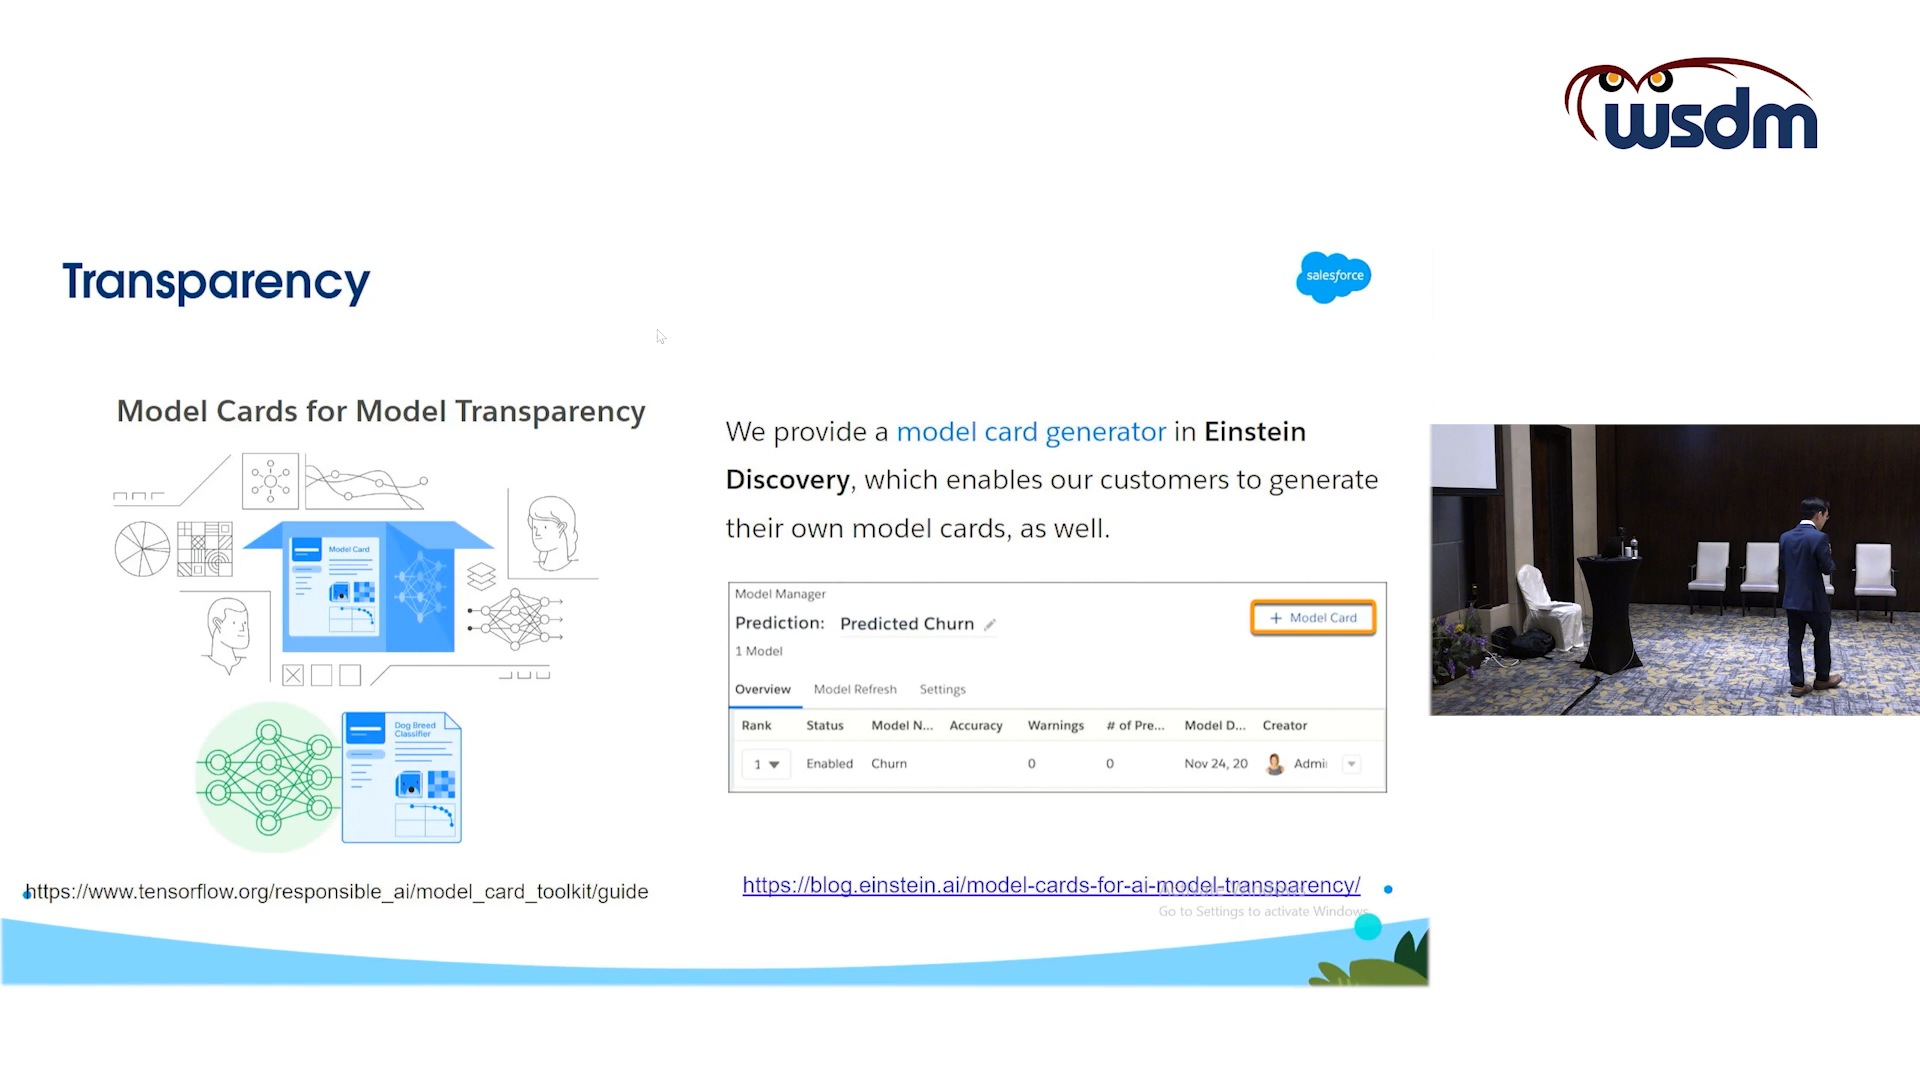 wsdm
Transparency
salesforce
Model Cards for Model Transparency
Model Card
Dog Breed
Classifier
https://www.tensorflow.org/responsible_ai/model_card_toolkit/guide
We provide a model card generator in Einstein
Discovery, which enables our customers to generate
their own model cards, as well.
Model Manager
Prediction: Predicted Churn
+ Model Card
1 Model
Overview Model Refresh Settings
Rank Status Model N... Accuracy Warnings # of Pre... Model D... Creator
1 Enabled Churn 0 0 Nov 24, 20 Admi
https://blog.einstein.ai/model-cards-for-ai-model-transparency/
Activate Windows
Go to Settings to activate Windows.